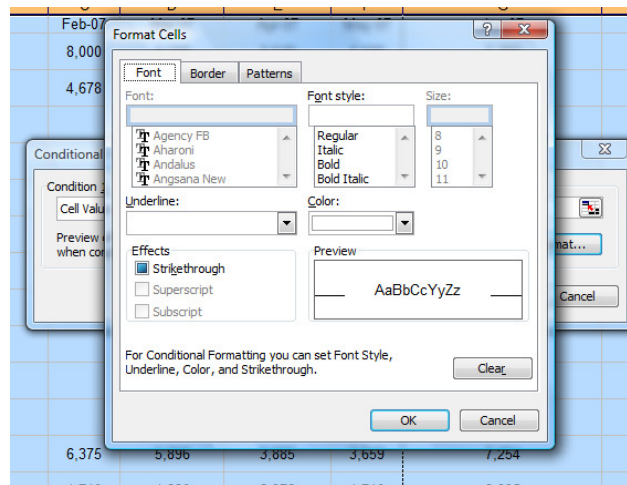 Feb-07
8,000
4,678
Format Cells
Font Border Patterns
Font: Font style: Size:
Agency FB Regular 8
Aharoni Italic 9
Andalus Bold 10
Angsana New Bold Italic 11
Underline: Color:
Effects Preview
Strikethrough
Superscript AaBbCcYyZz
Subscript
For Conditional Formatting you can set Font Style,
Underline, Color, and Strikethrough.
Clear
OK Cancel
Conditional
Condition
Cell Valu
Preview
when con
mat...
Cancel
6,375 5,896 3,885 3,659 7,254